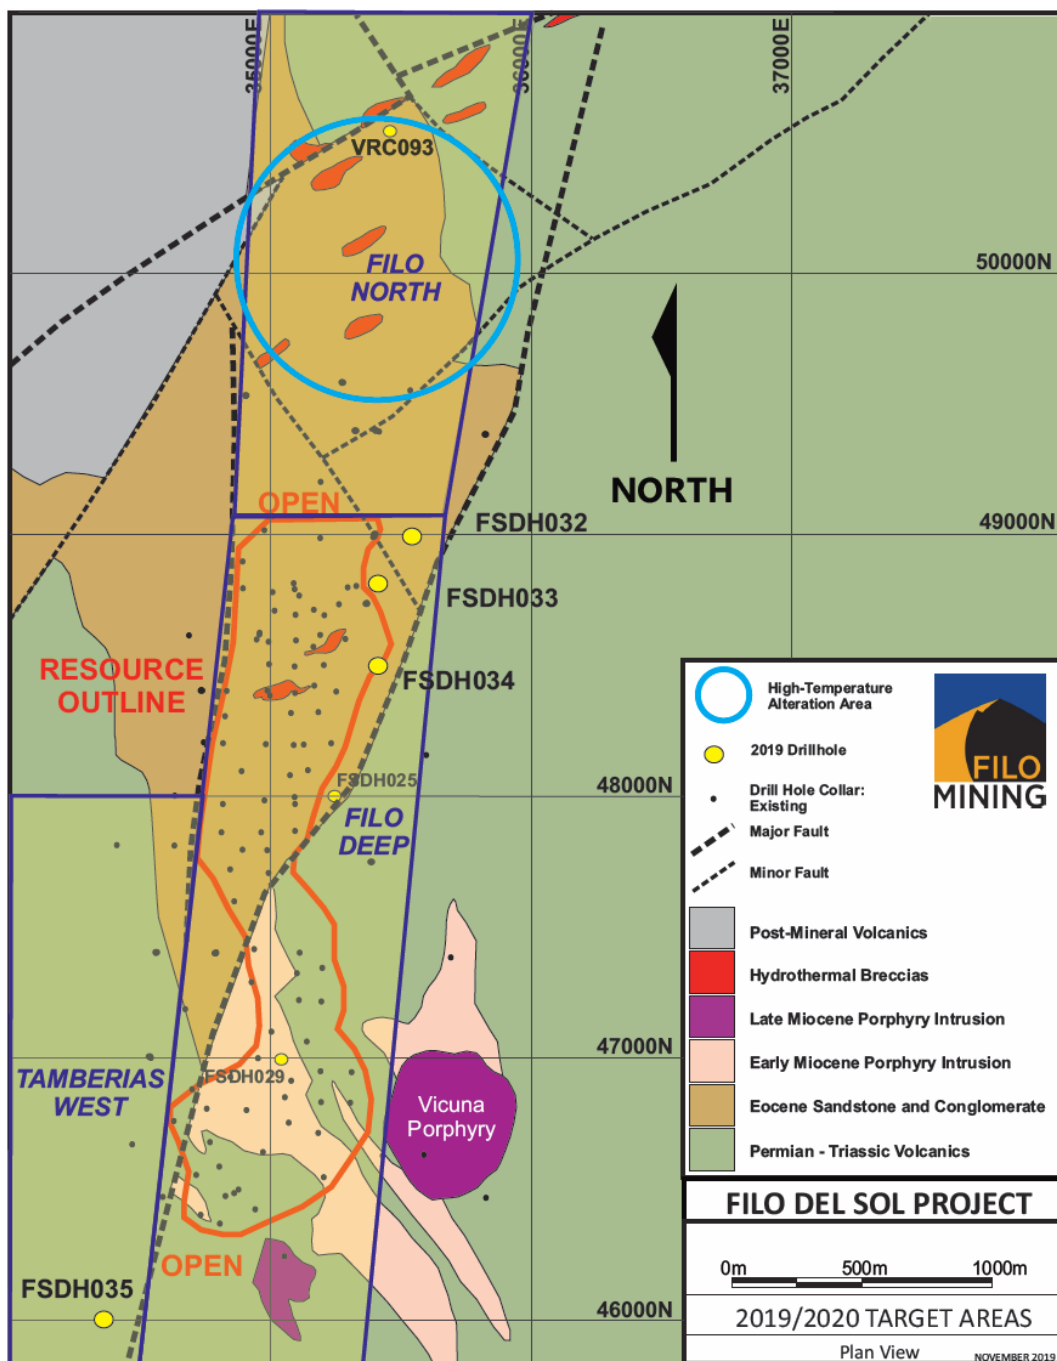 35000E
36000E
37000E
VRC093
FILO
NORTH
50000N
NORTH
OPEN
FSDH032
49000N
FSDH033
RESOURCE
OUTLINE
FSDH034
FSDH025
48000N
FILO
DEEP
47000N
FSDH029
TAMBERIAS
WEST
Vicuna
Porphyry
OPEN
FSDH035
46000N
High-Temperature
Alteration Area
2019 Drillhole
Drill Hole Collar:
Existing
Major Fault
Minor Fault
FILO
MINING
Post-Mineral Volcanics
Hydrothermal Breccias
Late Miocene Porphyry Intrusion
Early Miocene Porphyry Intrusion
Eocene Sandstone and Conglomerate
Permian - Triassic Volcanics
FILO DEL SOL PROJECT
0m 500m 1000m
2019/2020 TARGET AREAS
Plan View NOVEMBER 2019